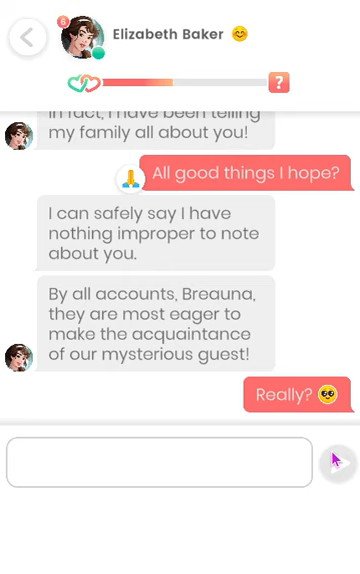 6
Elizabeth Baker 😊
?
In fact, I have been telling
my family all about you!
All good things I hope?
🙏
I can safely say I have
nothing improper to note
about you.
By all accounts, Breauna,
they are most eager to
make the acquaintance
of our mysterious guest!
Really? 🥺